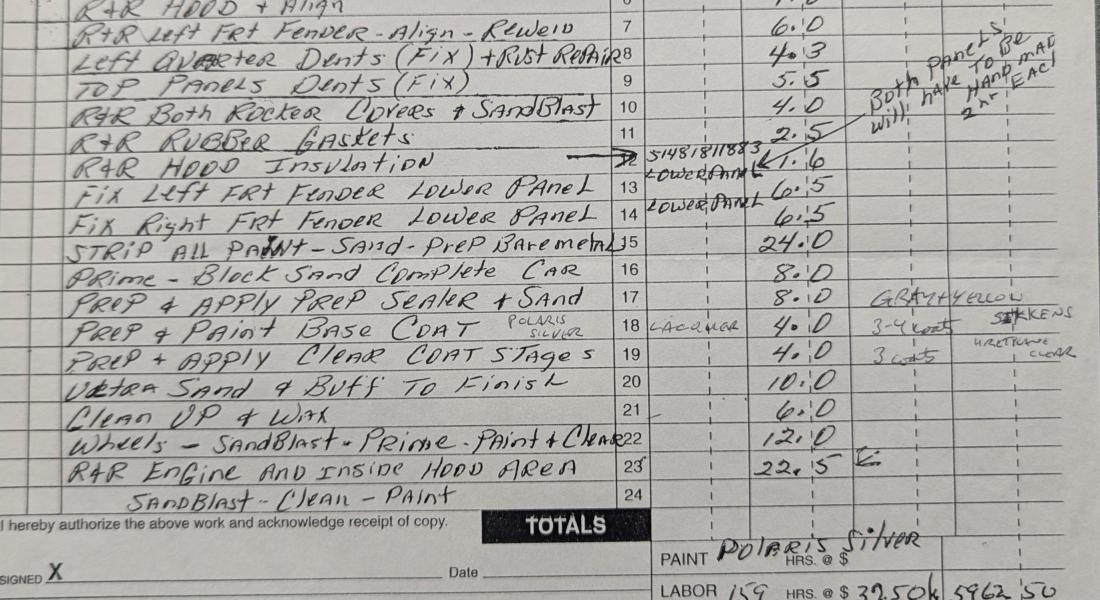 R+R HOOD + Align
R+R Left FRt Fender - Align - Reweld 7 6.0
Left Quarter Dents (Fix) + Rust Repair 8 4.3
TOP Panels Dents (Fix) 9 5.5
R+R Both Rocker Covers + SandBlast 10 4.0
Both Panels will have to be Hand mad 2 hr. Each
R+R Rubber Gaskets 11 2.5
R+R HOOD Insulation 12 51481811883 1.6
Fix Left FRt Fender Lower Panel 13 Lower Panel 6.5
Fix Right FRt Fender Lower Panel 14 Lower Panel 6.5
STRiP ALL PAiNT - SAnd - PreP Baremetal 15 24.0
PRime - Block Sand Complete Car 16 8.0
PREP & APPLY PREP Sealer + Sand 17 8.0 GRAY + YELLOW
PREP & Paint Base COAT POLARIS SILVER 18 LACQUER 4.0 3-4 coats SIKKENS
PREP + APPLY Clear COAT STAges 19 4.0 3 coats URETHANE CLEAR
Ultra Sand & Buff To Finish 20 10.0
Clean UP & WAX 21 6.0
Wheels - SandBlast - Prime - Paint + Clear 22 12.0
R+R Engine And Inside HOOD AREA 23 22.5
SandBlast - Clean - Paint 24
I hereby authorize the above work and acknowledge receipt of copy.
TOTALS
SIGNED X Date
PAINT Polaris Silver HRS. @ $
LABOR 159 HRS. @ $ 37.50 5962 50